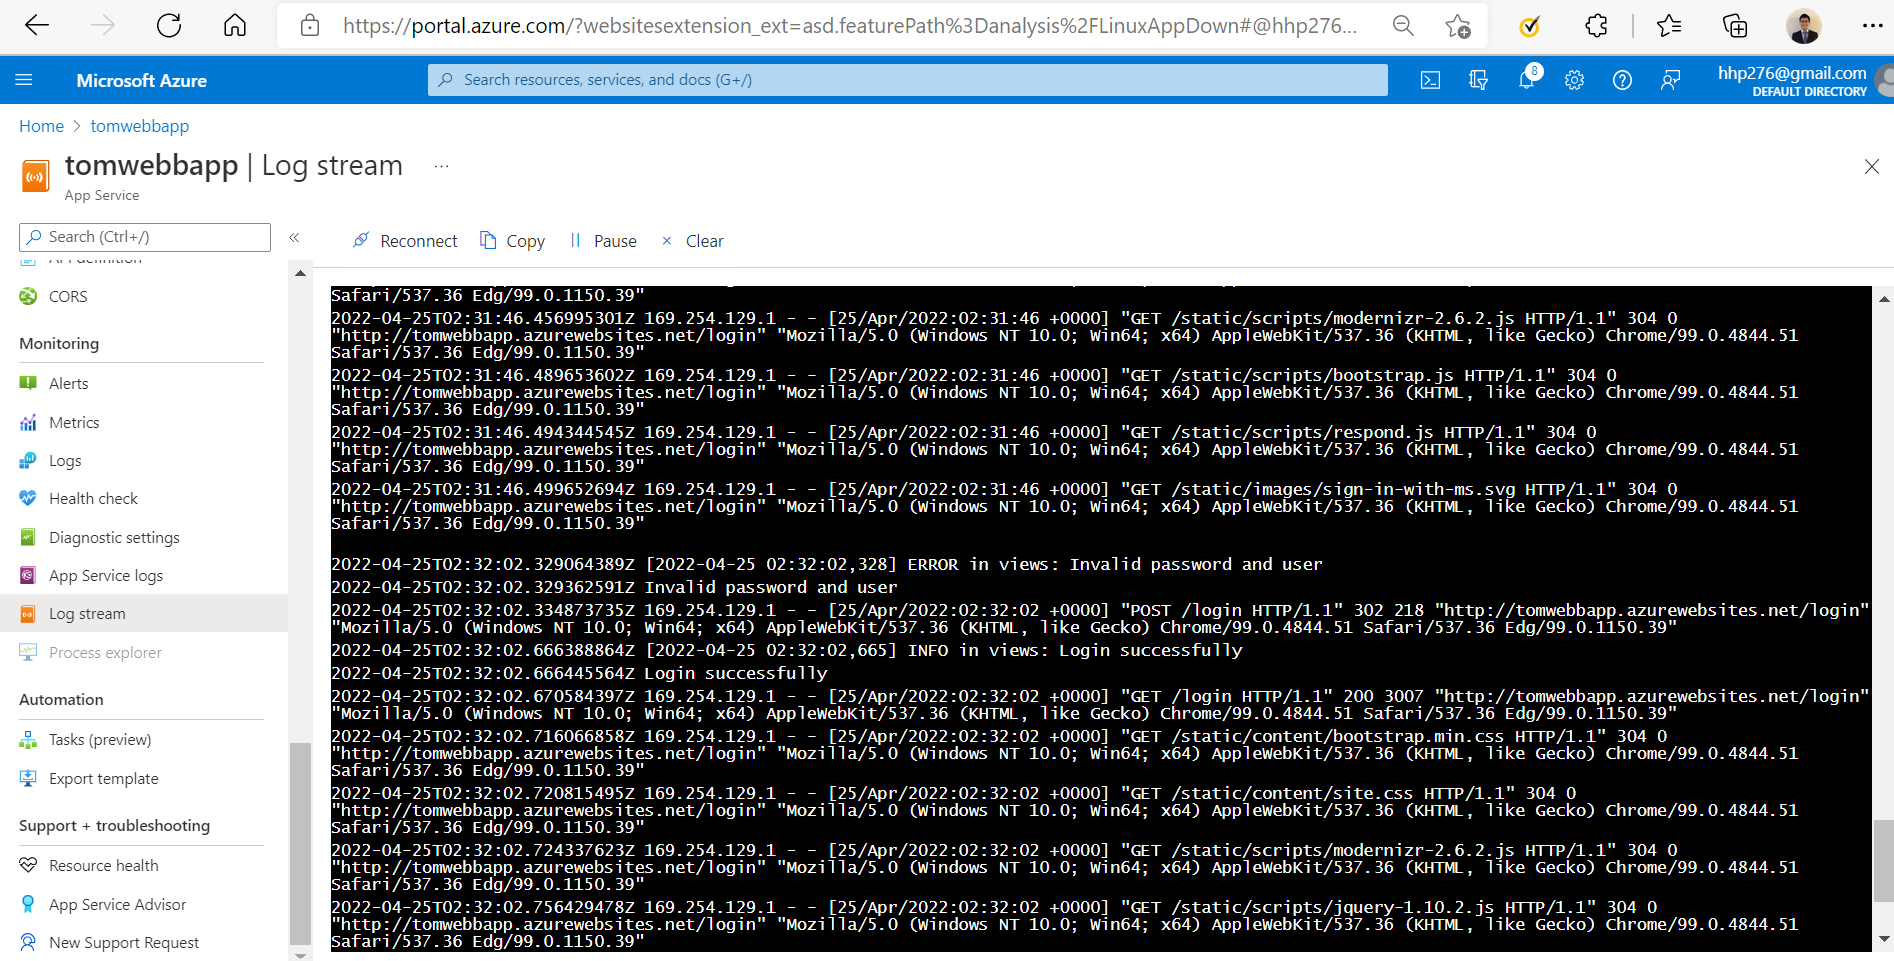 https://portal.azure.com/?websitesextension_ext=asd.featurePath%3Danalysis%2FLinuxAppDown#@hhp276...
Microsoft Azure
Search resources, services, and docs (G+/)
8
hhp276@gmail.com
DEFAULT DIRECTORY
Home > tomwebbapp
tomwebbapp | Log stream ...
App Service
Search (Ctrl+/)
«
Reconnect Copy Pause Clear
API definition
CORS
Monitoring
Alerts
Metrics
Logs
Health check
Diagnostic settings
App Service logs
Log stream
Process explorer
Automation
Tasks (preview)
Export template
Support + troubleshooting
Resource health
App Service Advisor
New Support Request
Safari/537.36 Edg/99.0.1150.39"
2022-04-25T02:31:46.456995301Z 169.254.129.1 - - [25/Apr/2022:02:31:46 +0000] "GET /static/scripts/modernizr-2.6.2.js HTTP/1.1" 304 0
"http://tomwebbapp.azurewebsites.net/login" "Mozilla/5.0 (Windows NT 10.0; Win64; x64) AppleWebKit/537.36 (KHTML, like Gecko) Chrome/99.0.4844.51
Safari/537.36 Edg/99.0.1150.39"
2022-04-25T02:31:46.489653602Z 169.254.129.1 - - [25/Apr/2022:02:31:46 +0000] "GET /static/scripts/bootstrap.js HTTP/1.1" 304 0
"http://tomwebbapp.azurewebsites.net/login" "Mozilla/5.0 (Windows NT 10.0; Win64; x64) AppleWebKit/537.36 (KHTML, like Gecko) Chrome/99.0.4844.51
Safari/537.36 Edg/99.0.1150.39"
2022-04-25T02:31:46.494344545Z 169.254.129.1 - - [25/Apr/2022:02:31:46 +0000] "GET /static/scripts/respond.js HTTP/1.1" 304 0
"http://tomwebbapp.azurewebsites.net/login" "Mozilla/5.0 (Windows NT 10.0; Win64; x64) AppleWebKit/537.36 (KHTML, like Gecko) Chrome/99.0.4844.51
Safari/537.36 Edg/99.0.1150.39"
2022-04-25T02:31:46.499652694Z 169.254.129.1 - - [25/Apr/2022:02:31:46 +0000] "GET /static/images/sign-in-with-ms.svg HTTP/1.1" 304 0
"http://tomwebbapp.azurewebsites.net/login" "Mozilla/5.0 (Windows NT 10.0; Win64; x64) AppleWebKit/537.36 (KHTML, like Gecko) Chrome/99.0.4844.51
Safari/537.36 Edg/99.0.1150.39"
2022-04-25T02:32:02.329064389Z [2022-04-25 02:32:02,328] ERROR in views: Invalid password and user
2022-04-25T02:32:02.329362591Z Invalid password and user
2022-04-25T02:32:02.334873735Z 169.254.129.1 - - [25/Apr/2022:02:32:02 +0000] "POST /login HTTP/1.1" 302 218 "http://tomwebbapp.azurewebsites.net/login"
"Mozilla/5.0 (Windows NT 10.0; Win64; x64) AppleWebKit/537.36 (KHTML, like Gecko) Chrome/99.0.4844.51 Safari/537.36 Edg/99.0.1150.39"
2022-04-25T02:32:02.666388864Z [2022-04-25 02:32:02,665] INFO in views: Login successfully
2022-04-25T02:32:02.666445564Z Login successfully
2022-04-25T02:32:02.670584397Z 169.254.129.1 - - [25/Apr/2022:02:32:02 +0000] "GET /login HTTP/1.1" 200 3007 "http://tomwebbapp.azurewebsites.net/login"
"Mozilla/5.0 (Windows NT 10.0; Win64; x64) AppleWebKit/537.36 (KHTML, like Gecko) Chrome/99.0.4844.51 Safari/537.36 Edg/99.0.1150.39"
2022-04-25T02:32:02.716066858Z 169.254.129.1 - - [25/Apr/2022:02:32:02 +0000] "GET /static/content/bootstrap.min.css HTTP/1.1" 304 0
"http://tomwebbapp.azurewebsites.net/login" "Mozilla/5.0 (Windows NT 10.0; Win64; x64) AppleWebKit/537.36 (KHTML, like Gecko) Chrome/99.0.4844.51
Safari/537.36 Edg/99.0.1150.39"
2022-04-25T02:32:02.720815495Z 169.254.129.1 - - [25/Apr/2022:02:32:02 +0000] "GET /static/content/site.css HTTP/1.1" 304 0
"http://tomwebbapp.azurewebsites.net/login" "Mozilla/5.0 (Windows NT 10.0; Win64; x64) AppleWebKit/537.36 (KHTML, like Gecko) Chrome/99.0.4844.51
Safari/537.36 Edg/99.0.1150.39"
2022-04-25T02:32:02.724337623Z 169.254.129.1 - - [25/Apr/2022:02:32:02 +0000] "GET /static/scripts/modernizr-2.6.2.js HTTP/1.1" 304 0
"http://tomwebbapp.azurewebsites.net/login" "Mozilla/5.0 (Windows NT 10.0; Win64; x64) AppleWebKit/537.36 (KHTML, like Gecko) Chrome/99.0.4844.51
Safari/537.36 Edg/99.0.1150.39"
2022-04-25T02:32:02.756429478Z 169.254.129.1 - - [25/Apr/2022:02:32:02 +0000] "GET /static/scripts/jquery-1.10.2.js HTTP/1.1" 304 0
"http://tomwebbapp.azurewebsites.net/login" "Mozilla/5.0 (Windows NT 10.0; Win64; x64) AppleWebKit/537.36 (KHTML, like Gecko) Chrome/99.0.4844.51
Safari/537.36 Edg/99.0.1150.39"